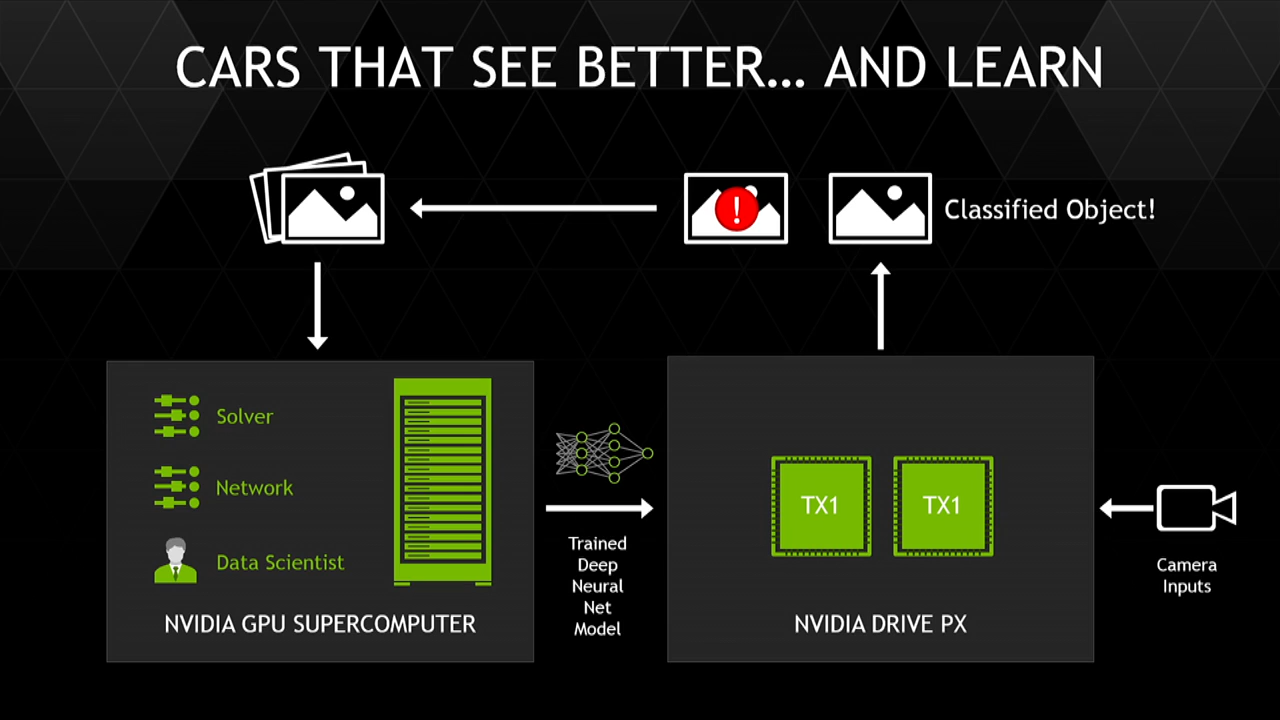 CARS THAT SEE BETTER... AND LEARN
!
Classified Object!
Solver
Network
Data Scientist
NVIDIA GPU SUPERCOMPUTER
Trained
Deep
Neural
Net
Model
TX1
TX1
NVIDIA DRIVE PX
Camera
Inputs